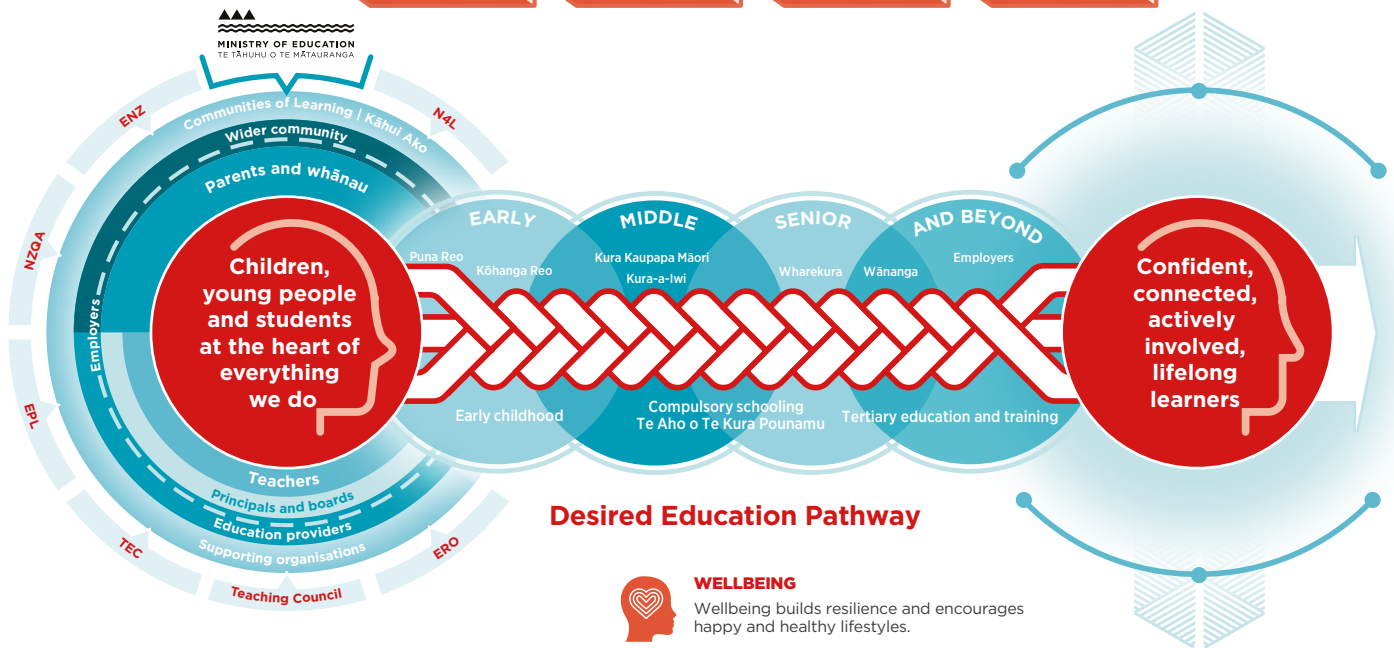 MINISTRY OF EDUCATION
TE TĀHUHU O TE MĀTAURANGA
ENZ
N4L
NZQA
EPL
TEC
Teaching Council
ERO
Communities of Learning | Kāhui Ako
Wider community
Parents and whānau
Employers
Children,
young people
and students
at the heart of
everything
we do
Teachers
Principals and boards
Education providers
Supporting organisations
EARLY
Puna Reo
Kōhanga Reo
Early childhood
MIDDLE
Kura Kaupapa Māori
Kura-a-Iwi
Compulsory schooling
Te Aho o Te Kura Pounamu
SENIOR
Wharekura
Wānanga
AND BEYOND
Employers
Tertiary education and training
Confident,
connected,
actively
involved,
lifelong
learners
Desired Education Pathway
WELLBEING
Wellbeing builds resilience and encourages
happy and healthy lifestyles.